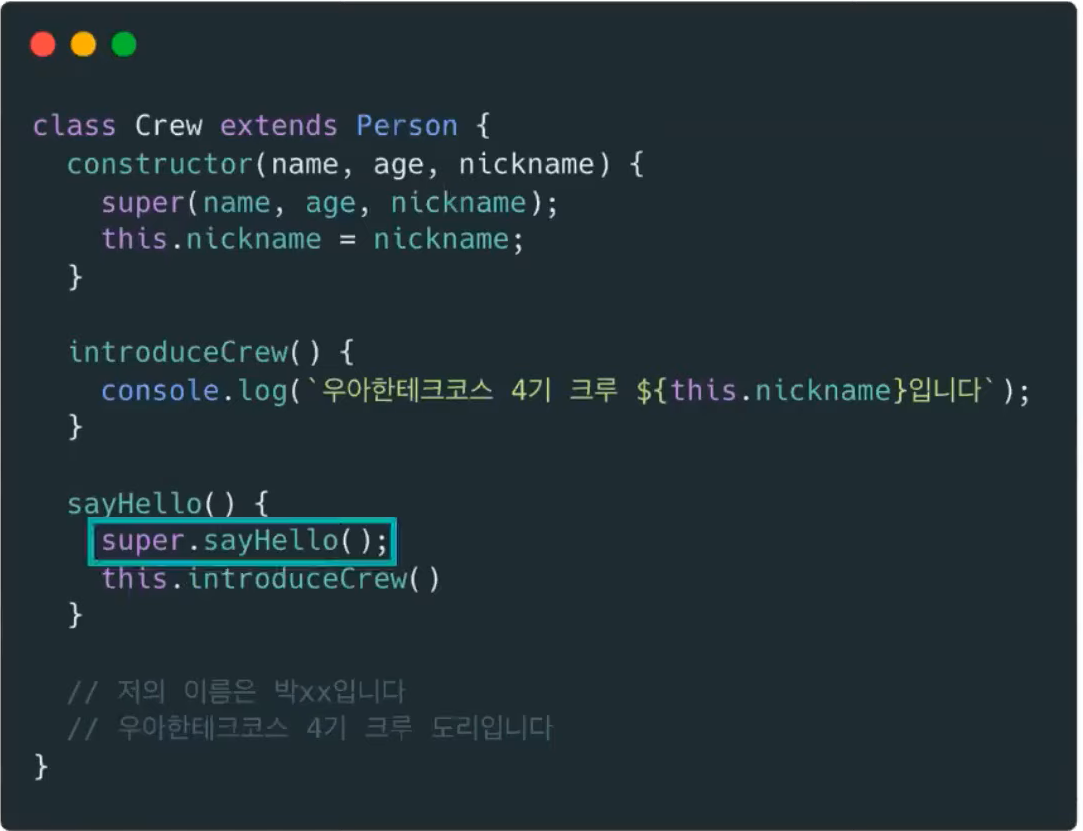 class Crew extends Person {
  constructor(name, age, nickname) {
    super(name, age, nickname);
    this.nickname = nickname;
  }

  introduceCrew() {
    console.log(`우아한테크코스 4기 크루 ${this.nickname}입니다`);
  }

  sayHello() {
    super.sayHello();
    this.introduceCrew()
  }

  // 저의 이름은 박xx입니다
  // 우아한테크코스 4기 크루 도리입니다
}